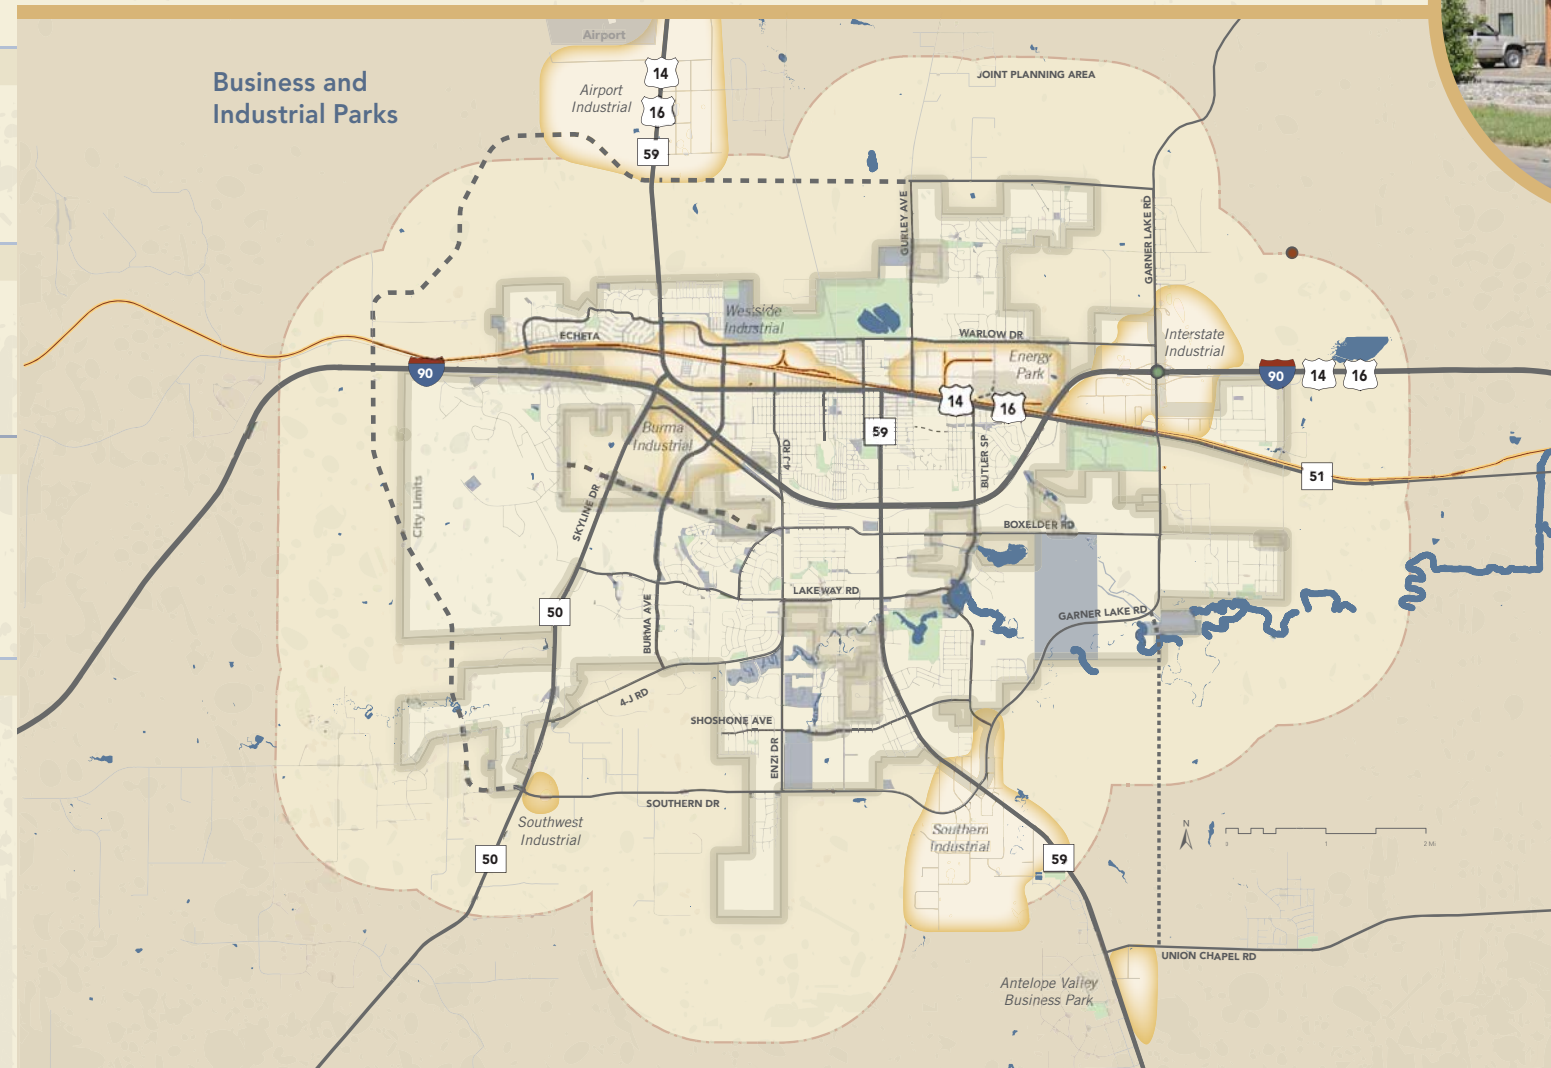 Airport
Business and
Industrial Parks
14
Airport
Industrial
16
59
JOINT PLANNING AREA
GURLEY AVE
GARNER LAKE RD
Westside
Industrial
ECHETA
WARLOW DR
Interstate
Industrial
Energy
Park
90
90
14
16
14
16
Burma
Industrial
59
4-J RD
BUTLER SP
51
City Limits
SKYLINE DR
BOXELDER RD
LAKEWAY RD
50
BURMA AVE
GARNER LAKE RD
4-J RD
SHOSHONE AVE
ENZI DR
SOUTHERN DR
Southwest
Industrial
Southern
Industrial
N
1
2 Mi
50
59
UNION CHAPEL RD
Antelope Valley
Business Park